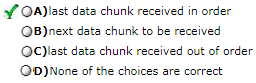 A)last data chunk received in order
B)next data chunk to be received
C)last data chunk received out of order
D)None of the choices are correct